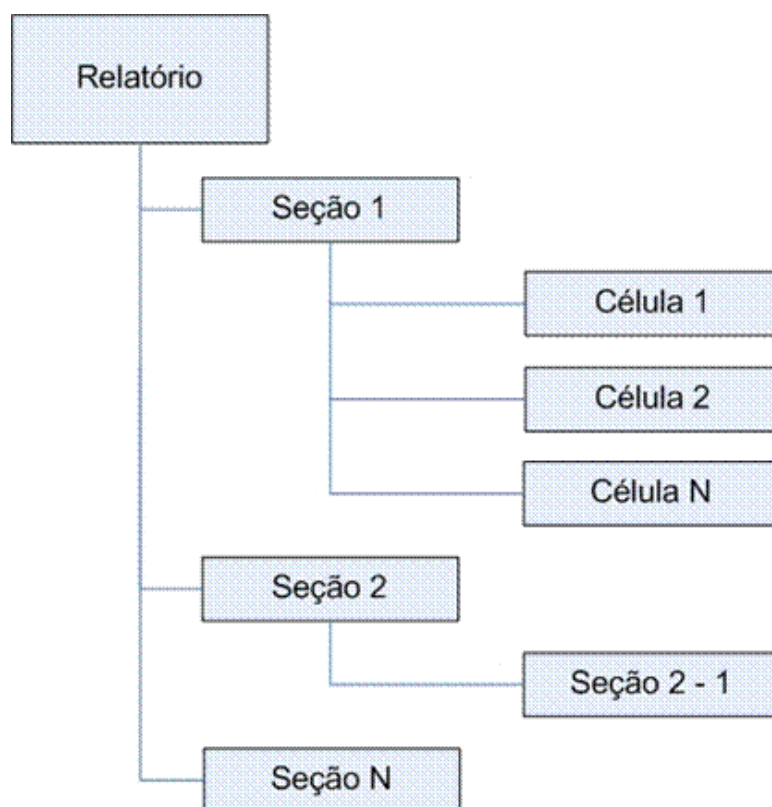 Relatório
Seção 1
Célula 1
Célula 2
Célula N
Seção 2
Seção 2 - 1
Seção N